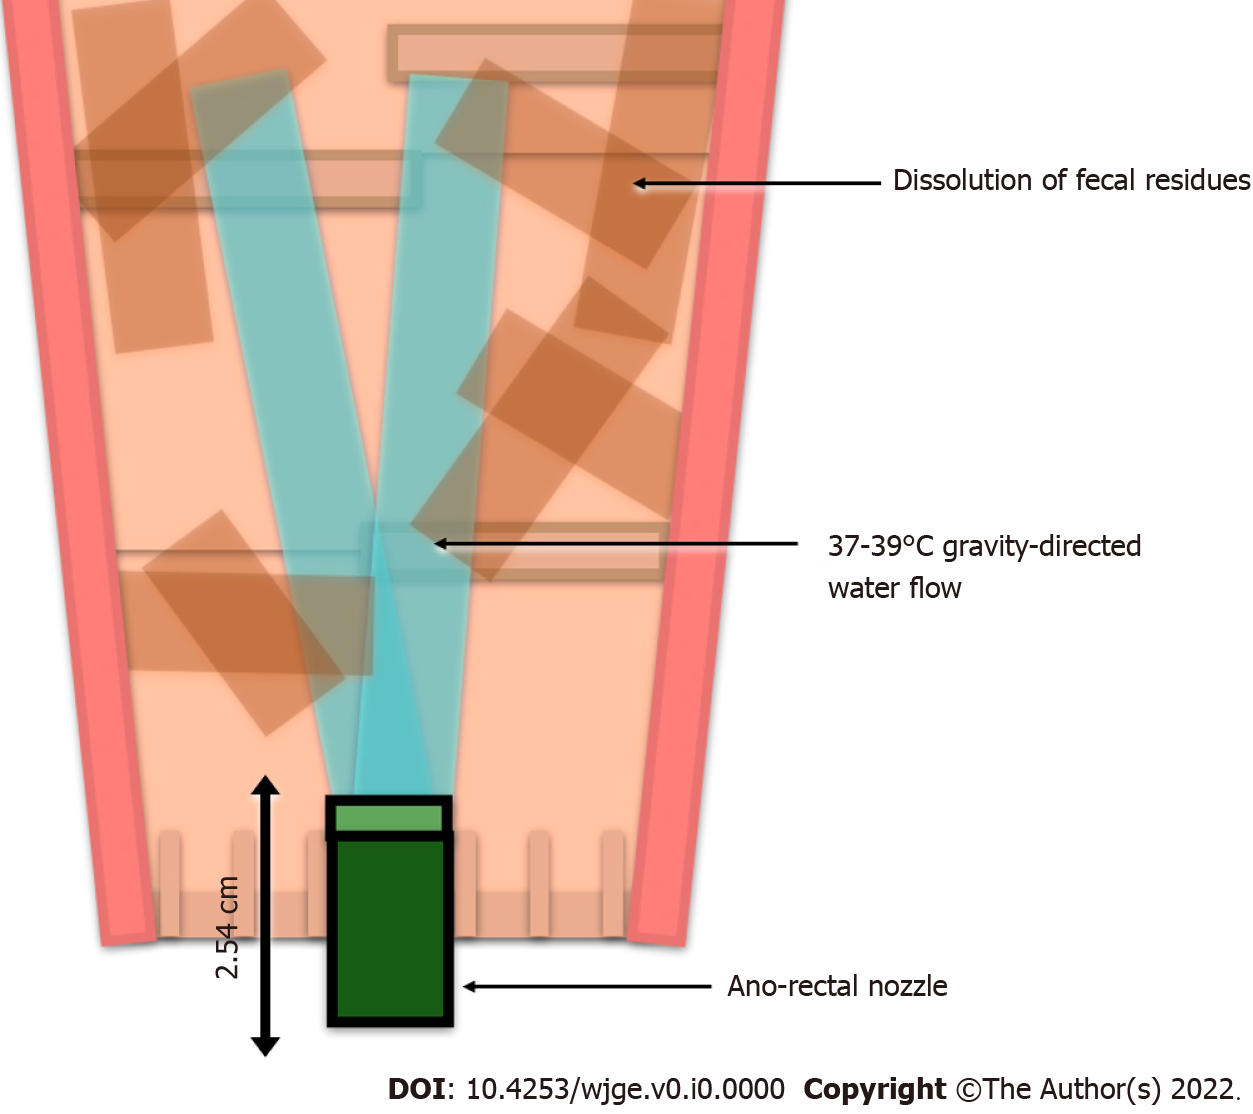 Dissolution of fecal residues
37-39°C gravity-directed
water flow
2.54 cm
Ano-rectal nozzle
DOI: 10.4253/wjge.v0.i0.0000 Copyright ©The Author(s) 2022.